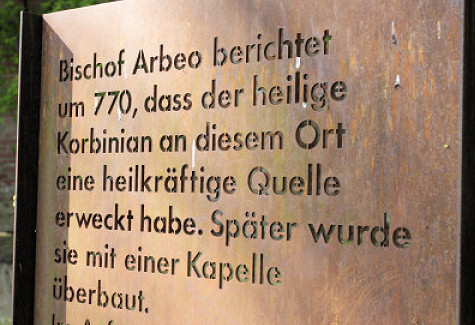 Bischof Arbeo berichtet
um 770, dass der heilige
Korbinian an diesem Ort
eine heilkräftige Quelle
erweckt habe. Später wurde
sie mit einer Kapelle
überbaut.